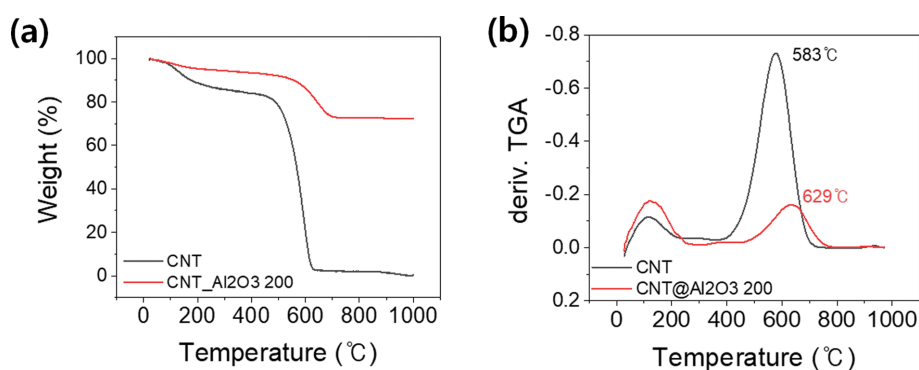 (a)
100
80
60
40
20
0
Weight (%)
CNT
CNT_Al2O3 200
0 200 400 600 800 1000
Temperature (℃)
(b)
-0.8
-0.6
-0.4
-0.2
0.0
0.2
deriv. TGA
583℃
629℃
CNT
CNT@Al2O3 200
0 200 400 600 800 1000
Temperature (℃)